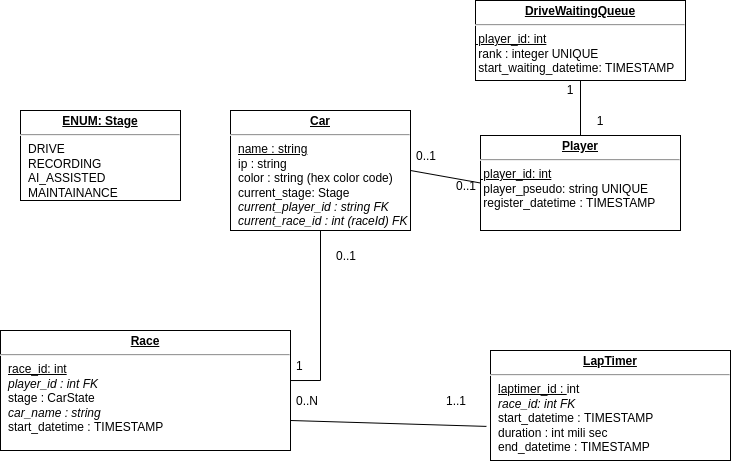 DriveWaitingQueue
player_id: int
rank : integer UNIQUE
start_waiting_datetime: TIMESTAMP
1
1
ENUM: Stage
DRIVE
RECORDING
AI_ASSISTED
MAINTAINANCE
Car
name : string
ip : string
color : string (hex color code)
current_stage: Stage
current_player_id : string FK
current_race_id : int (raceId) FK
0..1
0..1
Player
player_id: int
player_pseudo: string UNIQUE
register_datetime : TIMESTAMP
0..1
1
Race
race_id: int
player_id : int FK
stage : CarState
car_name : string
start_datetime : TIMESTAMP
0..N
1..1
LapTimer
laptimer_id : int
race_id: int FK
start_datetime : TIMESTAMP
duration : int mili sec
end_datetime : TIMESTAMP